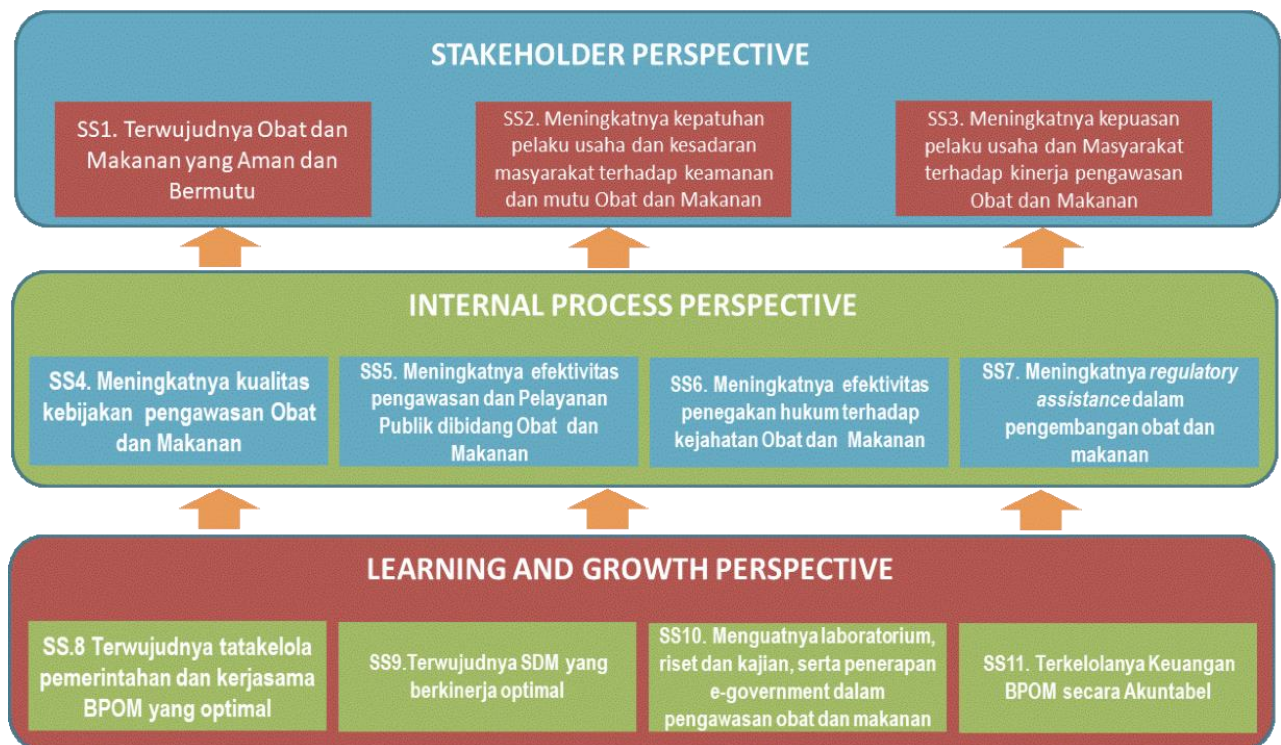 STAKEHOLDER PERSPECTIVE
SS1. Terwujudnya Obat dan
Makanan yang Aman dan
Bermutu
SS2. Meningkatnya kepatuhan
pelaku usaha dan kesadaran
masyarakat terhadap keamanan
dan mutu Obat dan Makanan
SS3. Meningkatnya kepuasan
pelaku usaha dan Masyarakat
terhadap kinerja pengawasan
Obat dan Makanan
INTERNAL PROCESS PERSPECTIVE
SS4. Meningkatnya kualitas
kebijakan pengawasan Obat
dan Makanan
SS5. Meningkatnya efektivitas
pengawasan dan Pelayanan
Publik dibidang Obat dan
Makanan
SS6. Meningkatnya efektivitas
penegakan hukum terhadap
kejahatan Obat dan Makanan
SS7. Meningkatnya regulatory
assistance dalam
pengembangan obat dan
makanan
LEARNING AND GROWTH PERSPECTIVE
SS.8 Terwujudnya tatakelola
pemerintahan dan kerjasama
BPOM yang optimal
SS9.Terwujudnya SDM yang
berkinerja optimal
SS10. Menguatnya laboratorium,
riset dan kajian, serta penerapan
e-government dalam
pengawasan obat dan makanan
SS11. Terkelolanya Keuangan
BPOM secara Akuntabel